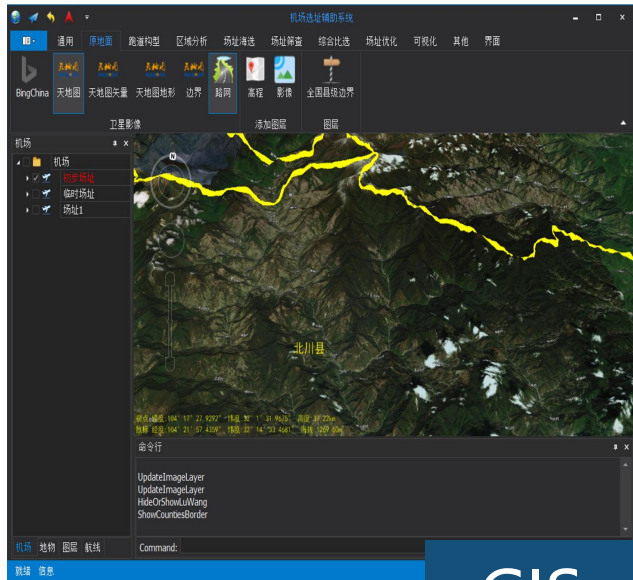 机场选址辅助系统
通用 原地面 跑道构型 区域分析 场址海选 场址筛查 综合比选 场址优化 可视化 其他 界面
BingChina 天地图 天地图矢量 天地图地形 边界 路网 高程 影像 全国县级边界
卫星影像 添加图层 图层
机场
机场
初步场址
临时场址
场址1
N
北川县
命令行
UpdateImageLayer
UpdateImageLayer
HideOrShowLuWang
ShowCountiesBorder
机场 地物 图层 航线
Command:
就绪 信息
GIS